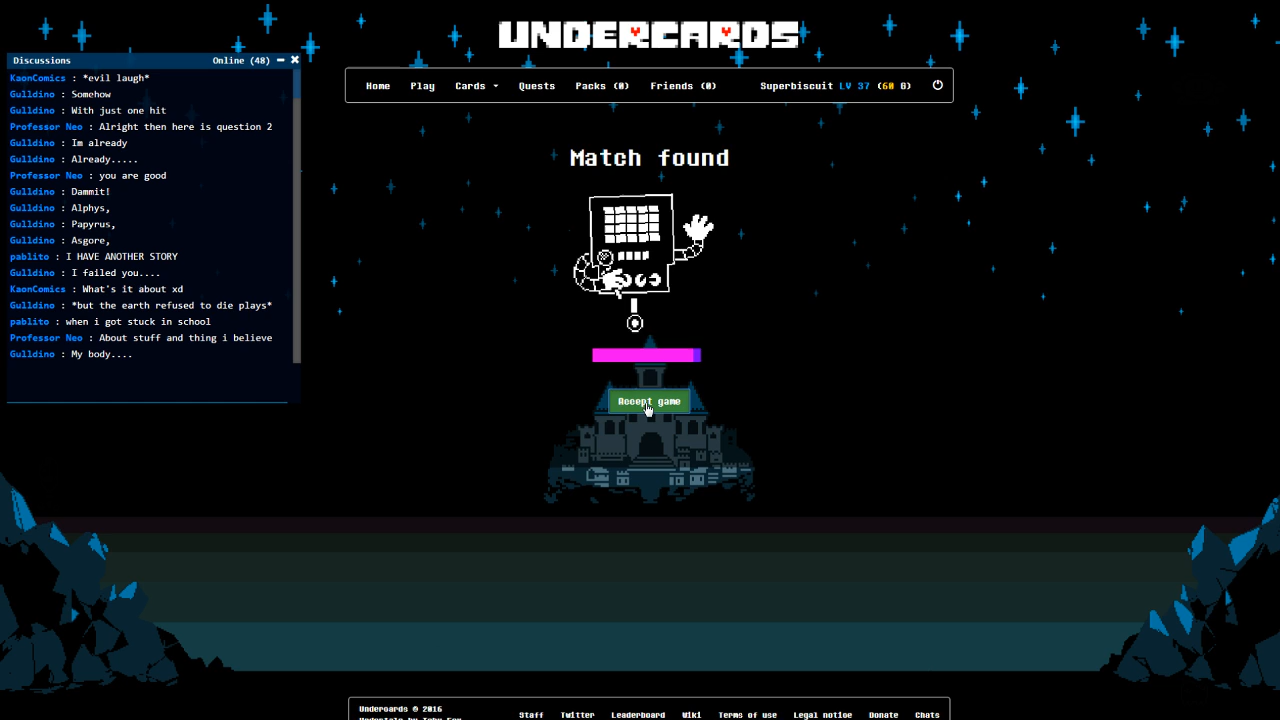 UNDERCARDS
Discussions Online (48)
KaonComics : *evil laugh*
Gulldino : Somehow
Gulldino : With just one hit
Professor Neo : Alright then here is question 2
Gulldino : Im already
Gulldino : Already.....
Professor Neo : you are good
Gulldino : Dammit!
Gulldino : Alphys,
Gulldino : Papyrus,
Gulldino : Asgore,
pablito : I HAVE ANOTHER STORY
Gulldino : I failed you....
KaonComics : What's it about xd
Gulldino : *but the earth refused to die plays*
pablito : when i got stuck in school
Professor Neo : About stuff and thing i believe
Gulldino : My body....
Home Play Cards Quests Packs (0) Friends (0) Superbiscuit LV 37 (60 G)
Match found
Accept game
Undercards © 2016
Undertale by Toby Fox
Staff Twitter Leaderboard Wiki Terms of use Legal notice Donate Chats